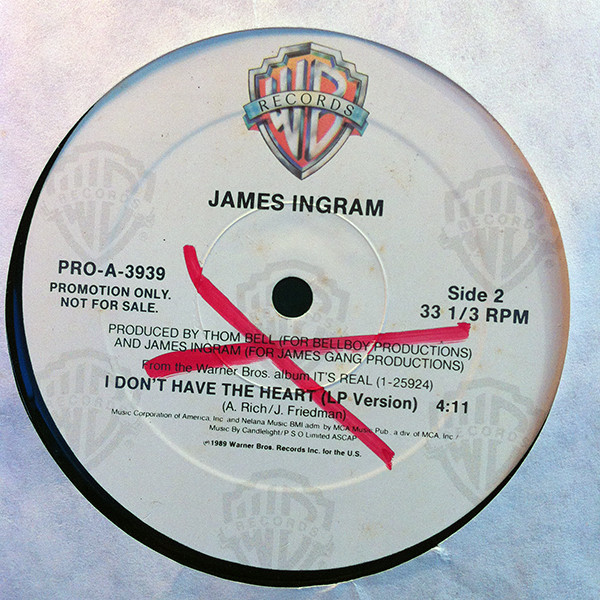 WB
RECORDS
JAMES INGRAM
PRO-A-3939
PROMOTION ONLY.
NOT FOR SALE.
Side 2
33 1/3 RPM
PRODUCED BY THOM BELL (FOR BELLBOY PRODUCTIONS)
AND JAMES INGRAM (FOR JAMES GANG PRODUCTIONS)
From the Warner Bros. album IT'S REAL (1-25924)
I DON'T HAVE THE HEART (LP Version) 4:11
(A. Rich/J. Friedman)
Music Corporation of America, Inc. and Nelana Music BMI adm. by MCA Music Pub., a div. of MCA, Inc./
Music By Candlelight/P S O Limited ASCAP
℗ 1989 Warner Bros. Records Inc. for the U.S.